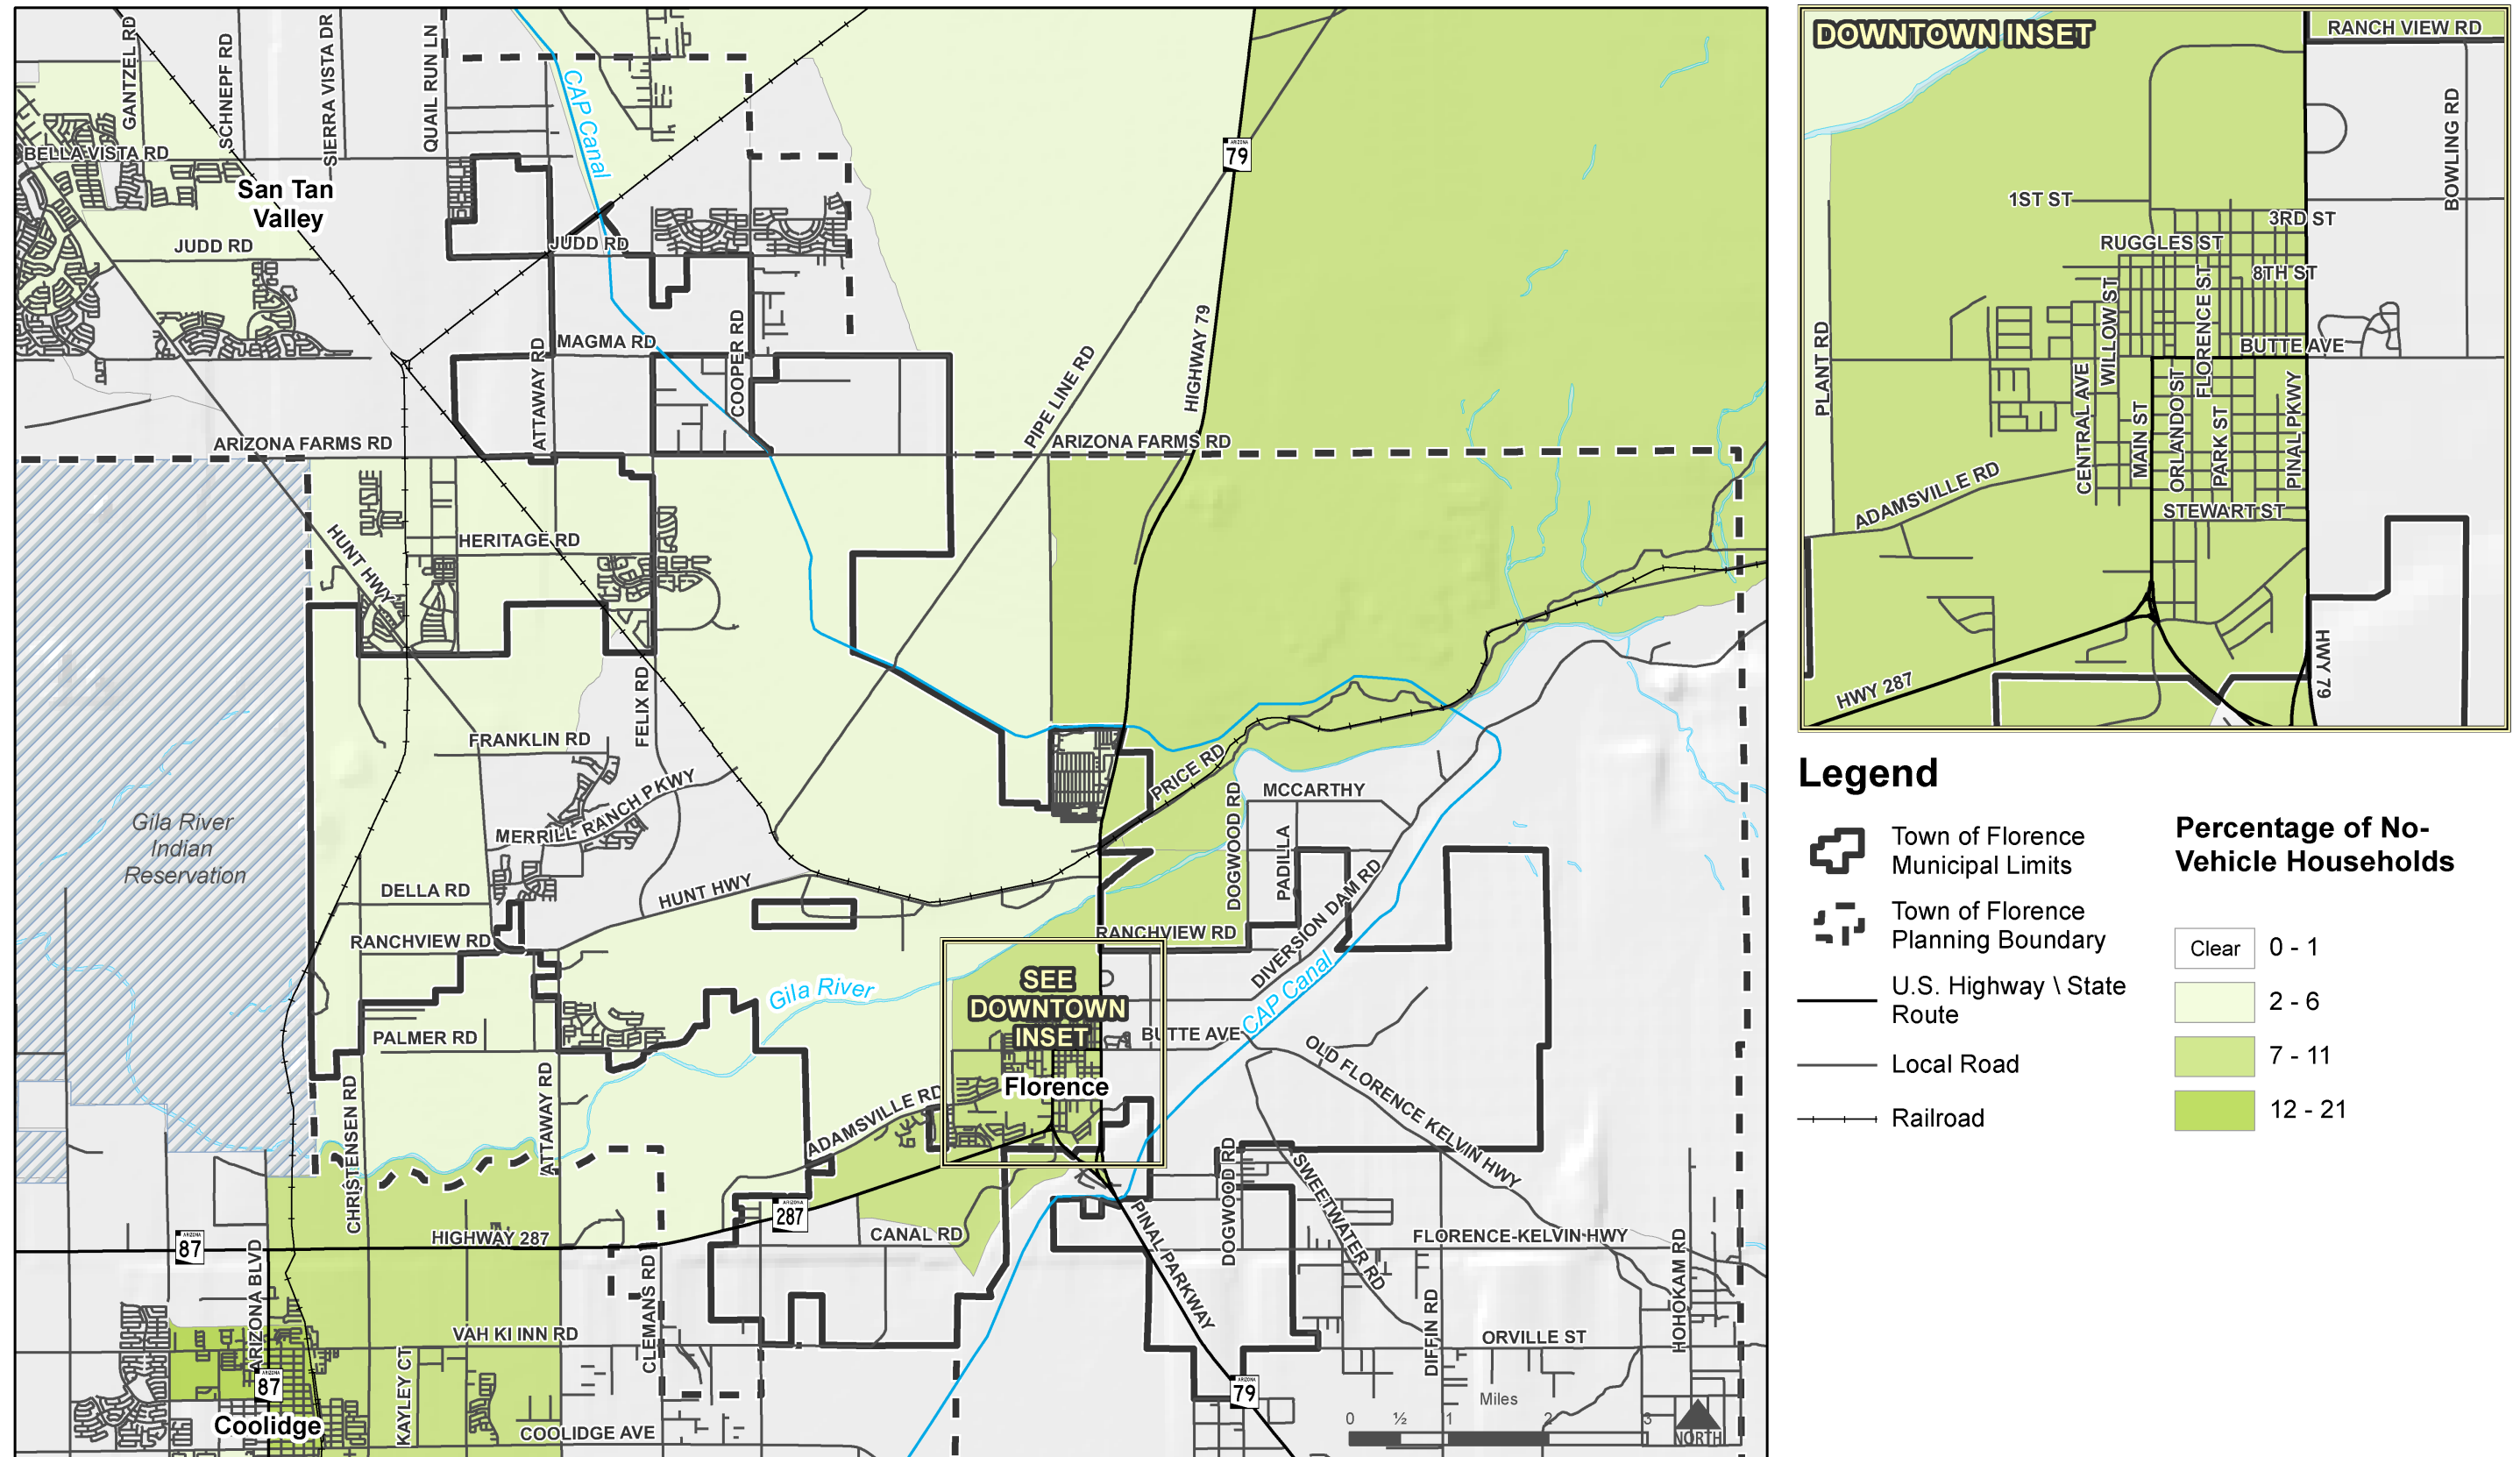 GANTZEL RD
SCHNEPF RD
SIERRA VISTA DR
QUAIL RUN LN
CAP Canal
BELLA VISTA RD
San Tan
Valley
JUDD RD
JUDD RD
ARIZONA
79
HIGHWAY 79
MAGMA RD
COOPER RD
ATTAWAY RD
PIPE LINE RD
ARIZONA FARMS RD
ARIZONA FARMS RD
HUNT HWY
HERITAGE RD
FELIX RD
FRANKLIN RD
MERRILL RANCH PKWY
PRICE RD
Gila River
Indian
Reservation
DELLA RD
HUNT HWY
DOGWOOD RD
MCCARTHY
PADILLA
DIVERSION DAM RD
RANCHVIEW RD
RANCHVIEW RD
Gila River
SEE
DOWNTOWN
INSET
CAP Canal
PALMER RD
BUTTE AVE
OLD FLORENCE KELVIN HWY
Florence
ADAMSVILLE RD
CHRISTENSEN RD
ATTAWAY RD
DOGWOOD RD
SWEETWATER RD
ARIZONA
287
ARIZONA
87
HIGHWAY 287
CANAL RD
PINAL PARKWAY
FLORENCE-KELVIN HWY
HOHOKAM RD
ARIZONA BLVD
CLEMANS RD
VAH KI INN RD
DIFFIN RD
ORVILLE ST
KAYLEY CT
ARIZONA
87
ARIZONA
79
Coolidge
COOLIDGE AVE
Miles
0 ½ 1 2 3
NORTH
DOWNTOWN INSET
RANCH VIEW RD
BOWLING RD
1ST ST
3RD ST
RUGGLES ST
8TH ST
WILLOW ST
FLORENCE ST
BUTTE AVE
PLANT RD
CENTRAL AVE
MAIN ST
ORLANDO ST
PARK ST
PINAL PKWY
ADAMSVILLE RD
STEWART ST
HWY 287
HWY 79
Legend
Town of Florence
Municipal Limits
Town of Florence
Planning Boundary
U.S. Highway \ State
Route
Local Road
Railroad
Percentage of No-
Vehicle Households
Clear 0 - 1
2 - 6
7 - 11
12 - 21